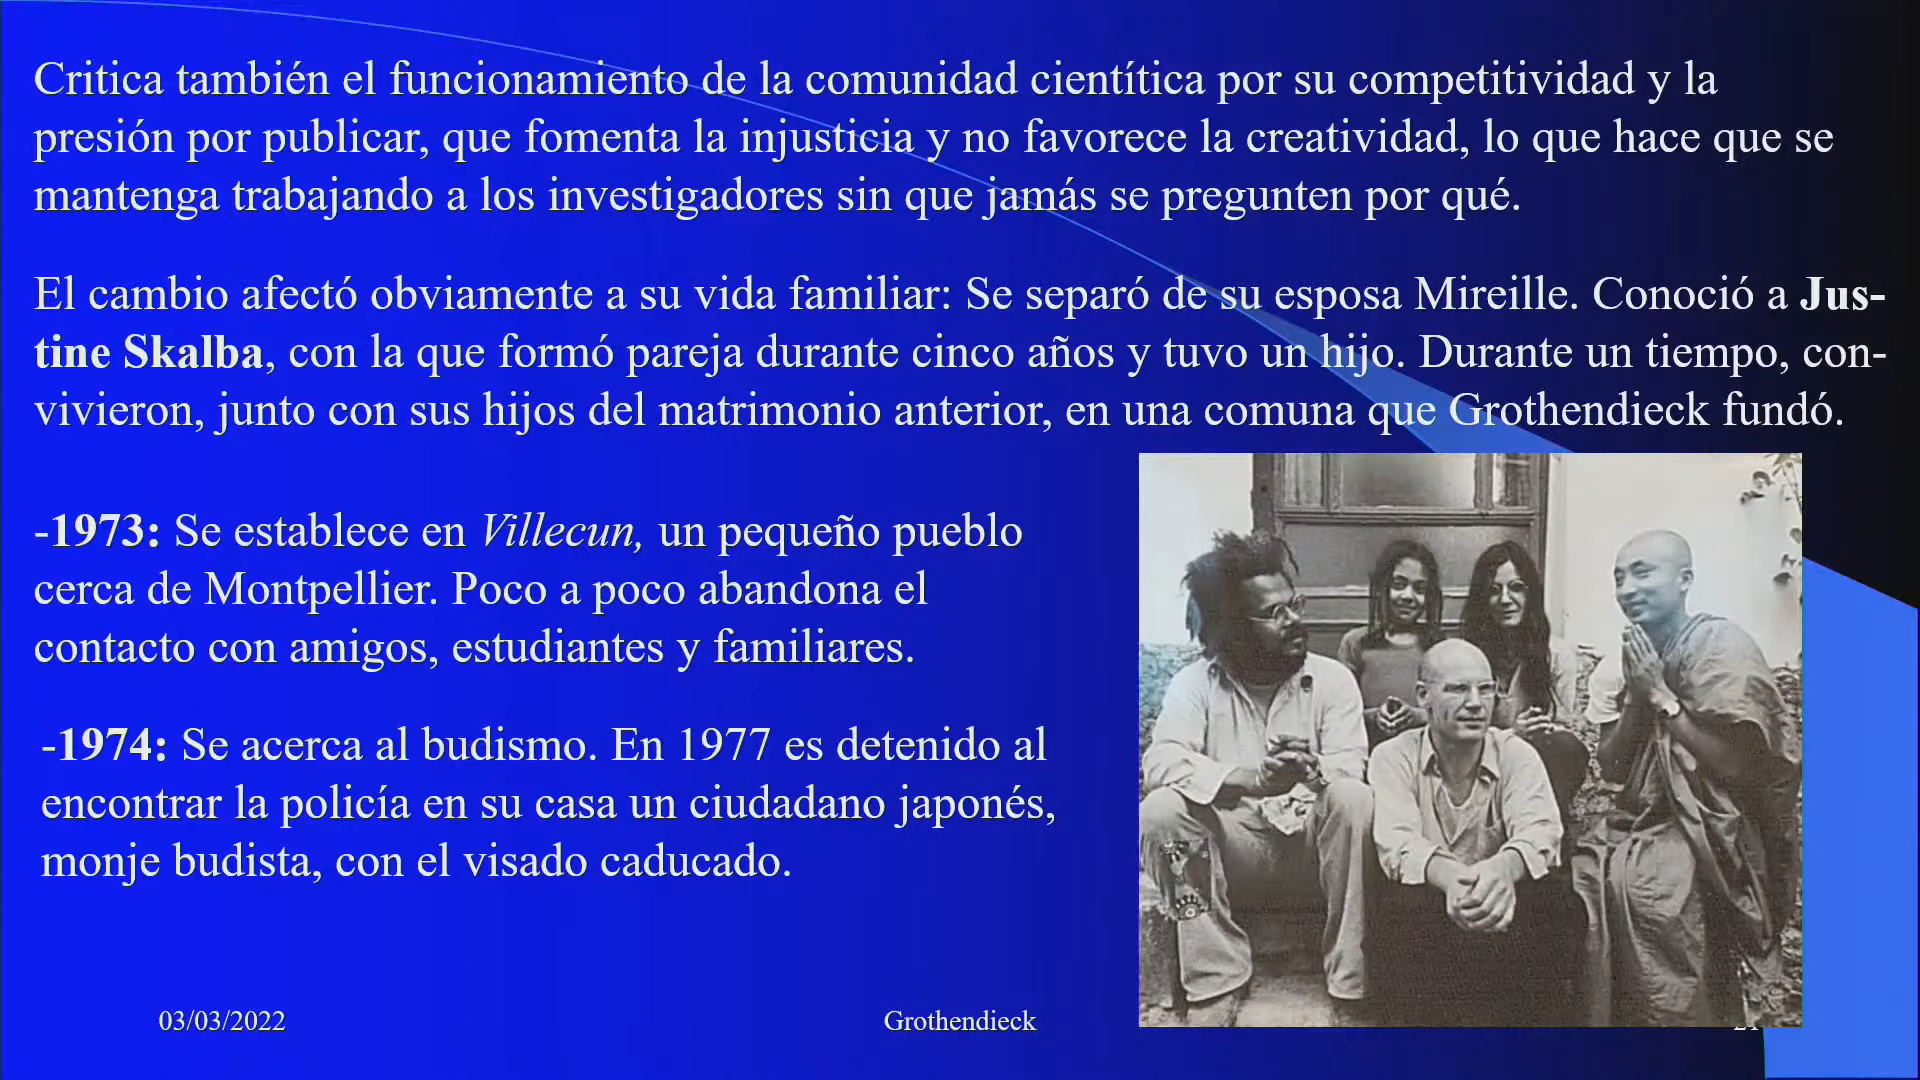 Critica también el funcionamiento de la comunidad científica por su competitividad y la
presión por publicar, que fomenta la injusticia y no favorece la creatividad, lo que hace que se
mantenga trabajando a los investigadores sin que jamás se pregunten por qué.
El cambio afectó obviamente a su vida familiar: Se separó de su esposa Mireille. Conoció a Jus-
tine Skalba, con la que formó pareja durante cinco años y tuvo un hijo. Durante un tiempo, con-
vivieron, junto con sus hijos del matrimonio anterior, en una comuna que Grothendieck fundó.
-1973: Se establece en Villecun, un pequeño pueblo
cerca de Montpellier. Poco a poco abandona el
contacto con amigos, estudiantes y familiares.
-1974: Se acerca al budismo. En 1977 es detenido al
encontrar la policía en su casa un ciudadano japonés,
monje budista, con el visado caducado.
03/03/2022
Grothendieck